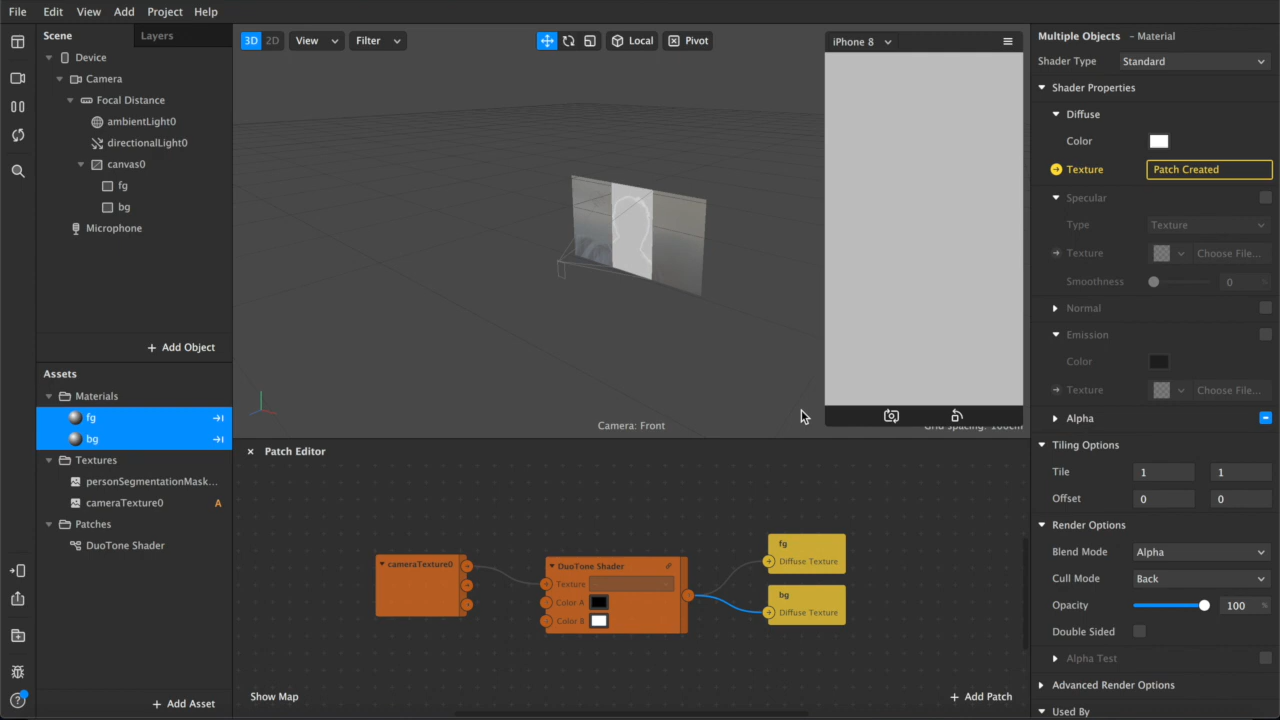 File Edit View Add Project Help
Scene Layers
Device
Camera
Focal Distance
ambientLight0
directionalLight0
canvas0
fg
bg
Microphone
+ Add Object
Assets
Materials
fg
bg
Textures
personSegmentationMask...
cameraTexture0 A
Patches
DuoTone Shader
+ Add Asset
3D 2D View Filter Local Pivot
iPhone 8
Camera: Front
Grid spacing: 100cm
× Patch Editor
cameraTexture0
DuoTone Shader
Texture
Color A
Color B
fg
Diffuse Texture
bg
Diffuse Texture
Show Map
+ Add Patch
Multiple Objects - Material
Shader Type Standard
Shader Properties
Diffuse
Color
Texture Patch Created
Specular
Type Texture
Texture Choose File...
Smoothness 0 %
Normal
Emission
Color
Texture Choose File...
Alpha
Tiling Options
Tile 1 1
Offset 0 0
Render Options
Blend Mode Alpha
Cull Mode Back
Opacity 100 %
Double Sided
Alpha Test
Advanced Render Options
Used By